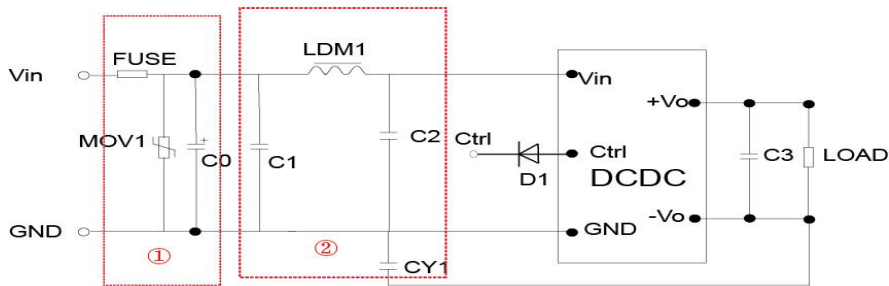 FUSE
LDM1
Vin
Vin
+Vo
MOV1
+
C0
C1
C2
Ctrl
Ctrl
C3
LOAD
D1
DCDC
-Vo
GND
GND
①
②
CY1